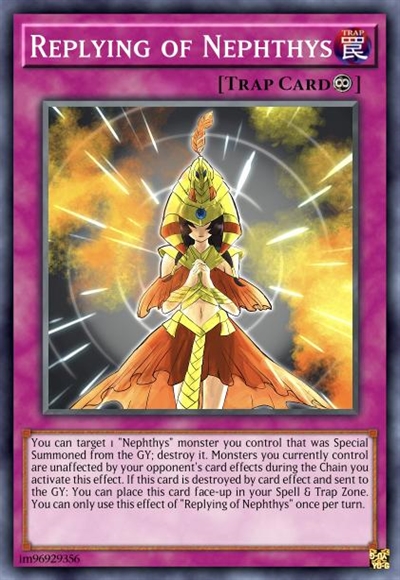 Replying of Nephthys
TRAP
罠
[Trap Card]
You can target 1 "Nephthys" monster you control that was Special
Summoned from the GY; destroy it. Monsters you currently control
are unaffected by your opponent's card effects during the Chain you
activate this effect. If this card is destroyed by card effect and sent to
the GY: You can place this card face-up in your Spell & Trap Zone.
You can only use this effect of "Replying of Nephtys" once per turn.
im96929356